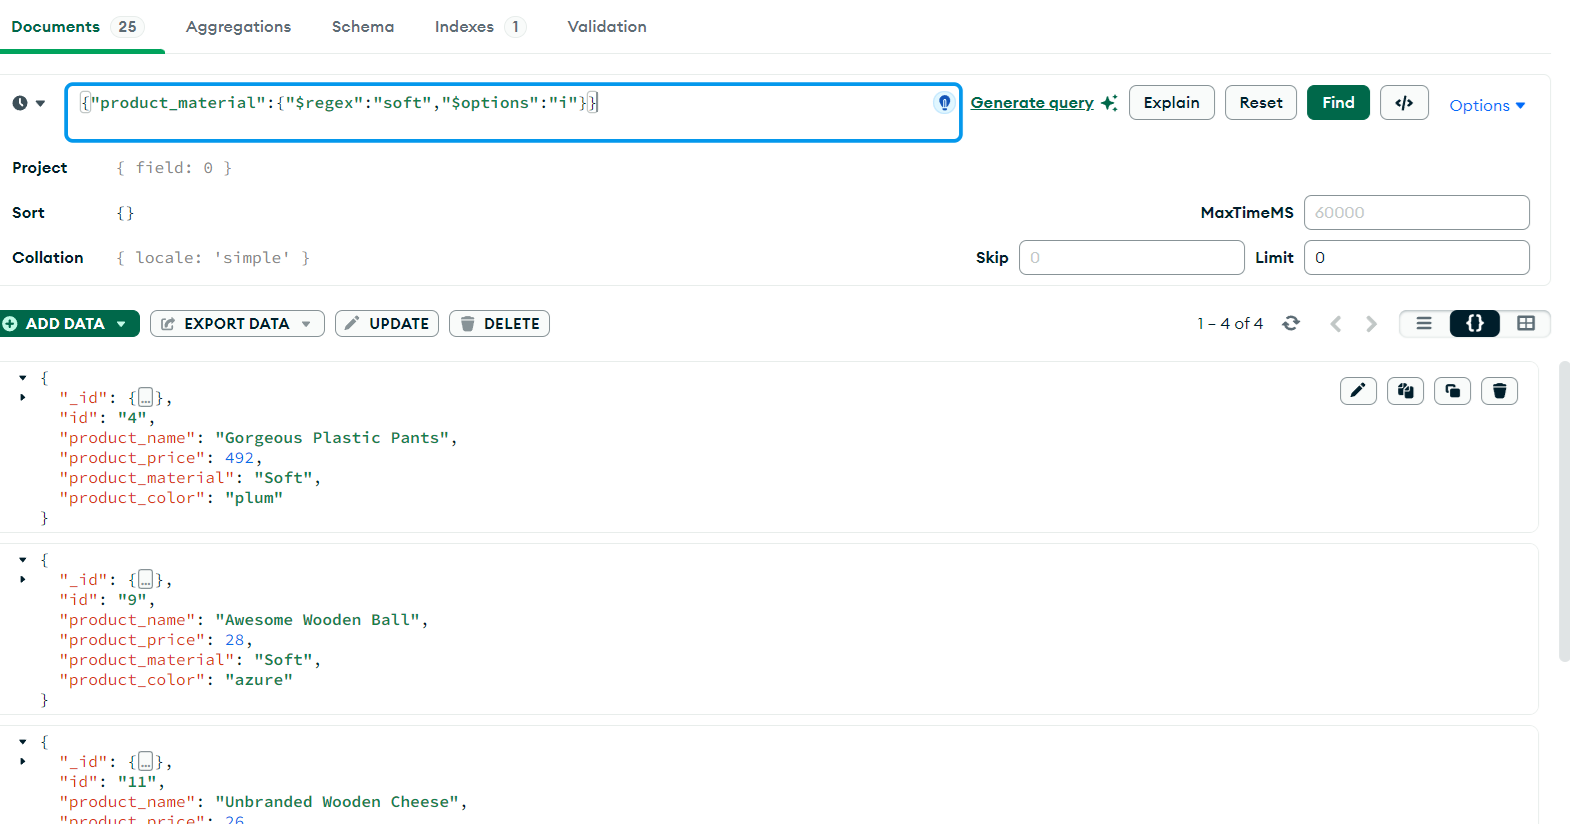 Documents 25 Aggregations Schema Indexes 1 Validation
{"product_material":{"$regex":"soft","$options":"i"}}
Generate query Explain Reset Find </> Options
Project { field: 0 }
Sort {} MaxTimeMS 60000
Collation { locale: 'simple' } Skip 0 Limit 0
ADD DATA EXPORT DATA UPDATE DELETE 1 – 4 of 4 {}
{
"_id": {…},
"id": "4",
"product_name": "Gorgeous Plastic Pants",
"product_price": 492,
"product_material": "Soft",
"product_color": "plum"
}
{
"_id": {…},
"id": "9",
"product_name": "Awesome Wooden Ball",
"product_price": 28,
"product_material": "Soft",
"product_color": "azure"
}
{
"_id": {…},
"id": "11",
"product_name": "Unbranded Wooden Cheese",
"product_price": 26